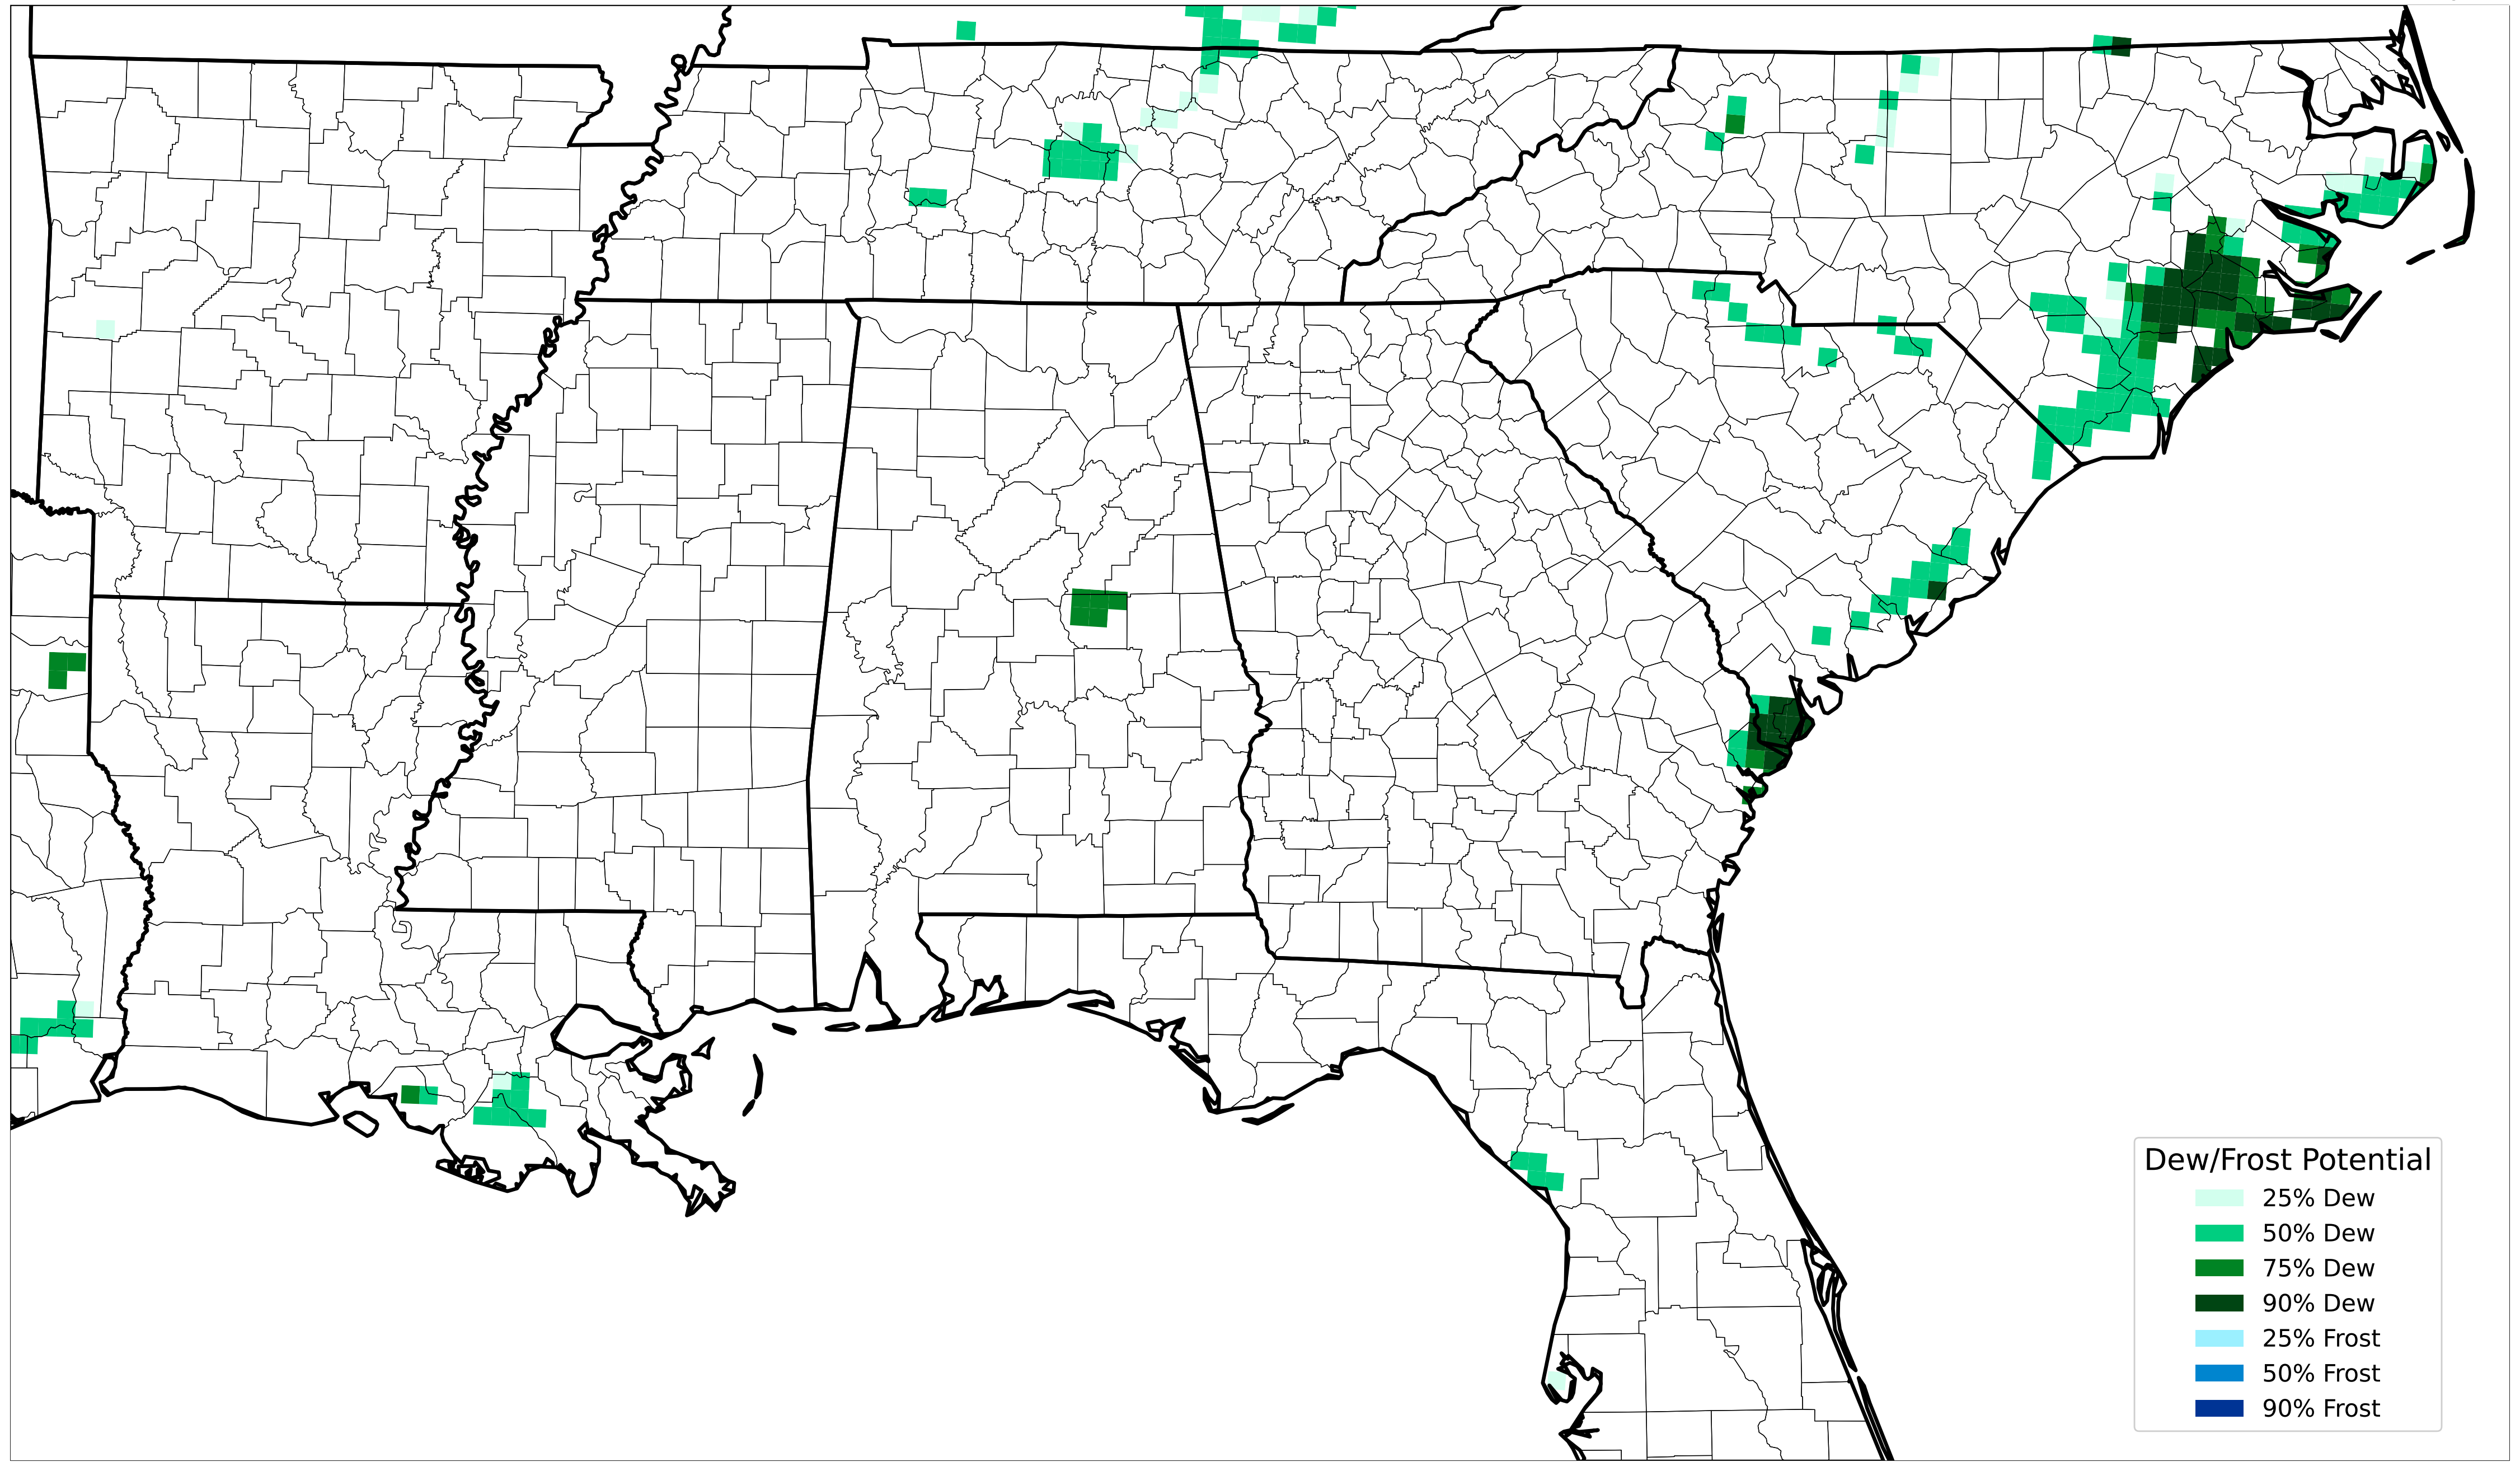 Dew/Frost Potential
25% Dew
50% Dew
75% Dew
90% Dew
25% Frost
50% Frost
90% Frost